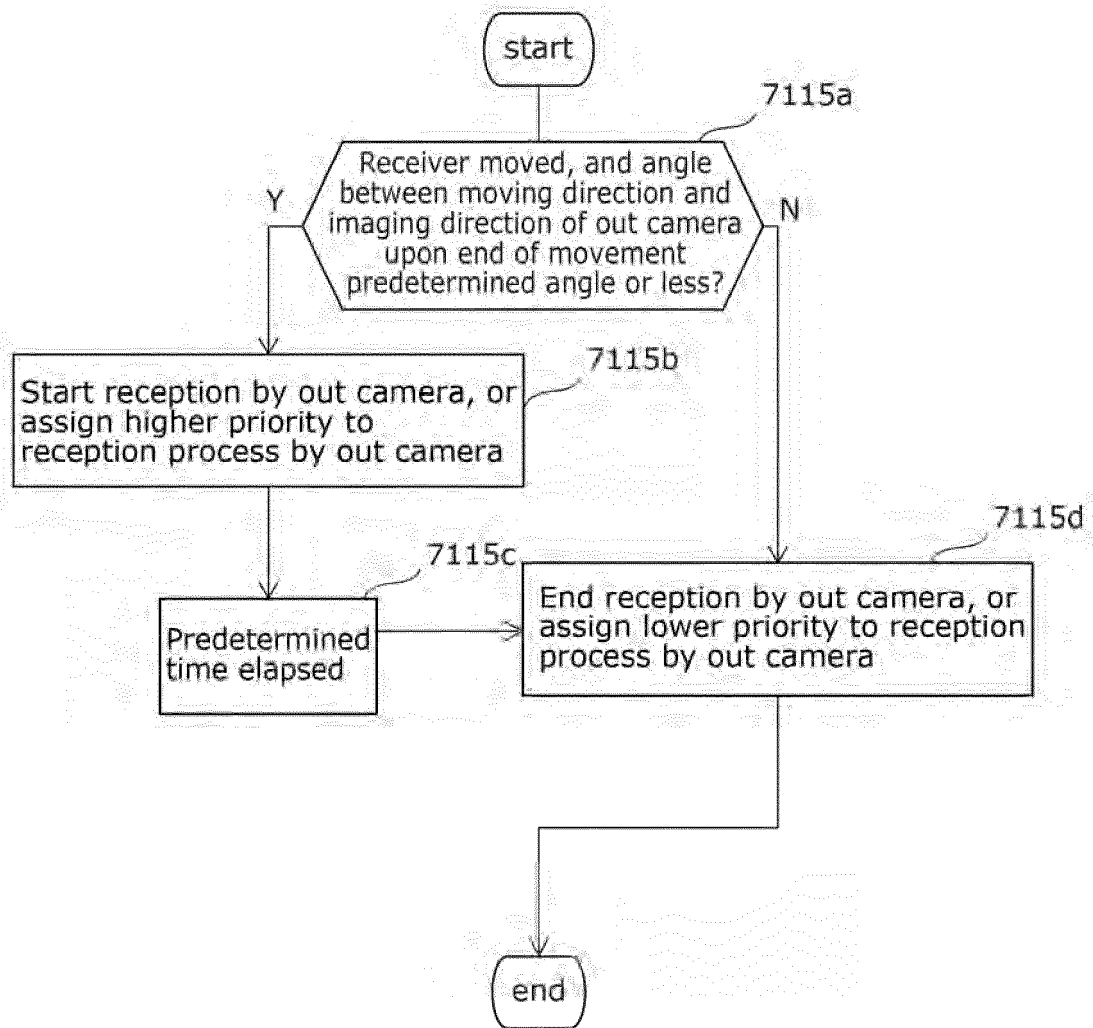 start
7115a
Receiver moved, and angle
between moving direction and
imaging direction of out camera
upon end of movement
predetermined angle or less?
Y
N
7115b
Start reception by out camera, or
assign higher priority to
reception process by out camera
7115c
Predetermined
time elapsed
7115d
End reception by out camera, or
assign lower priority to reception
process by out camera
end